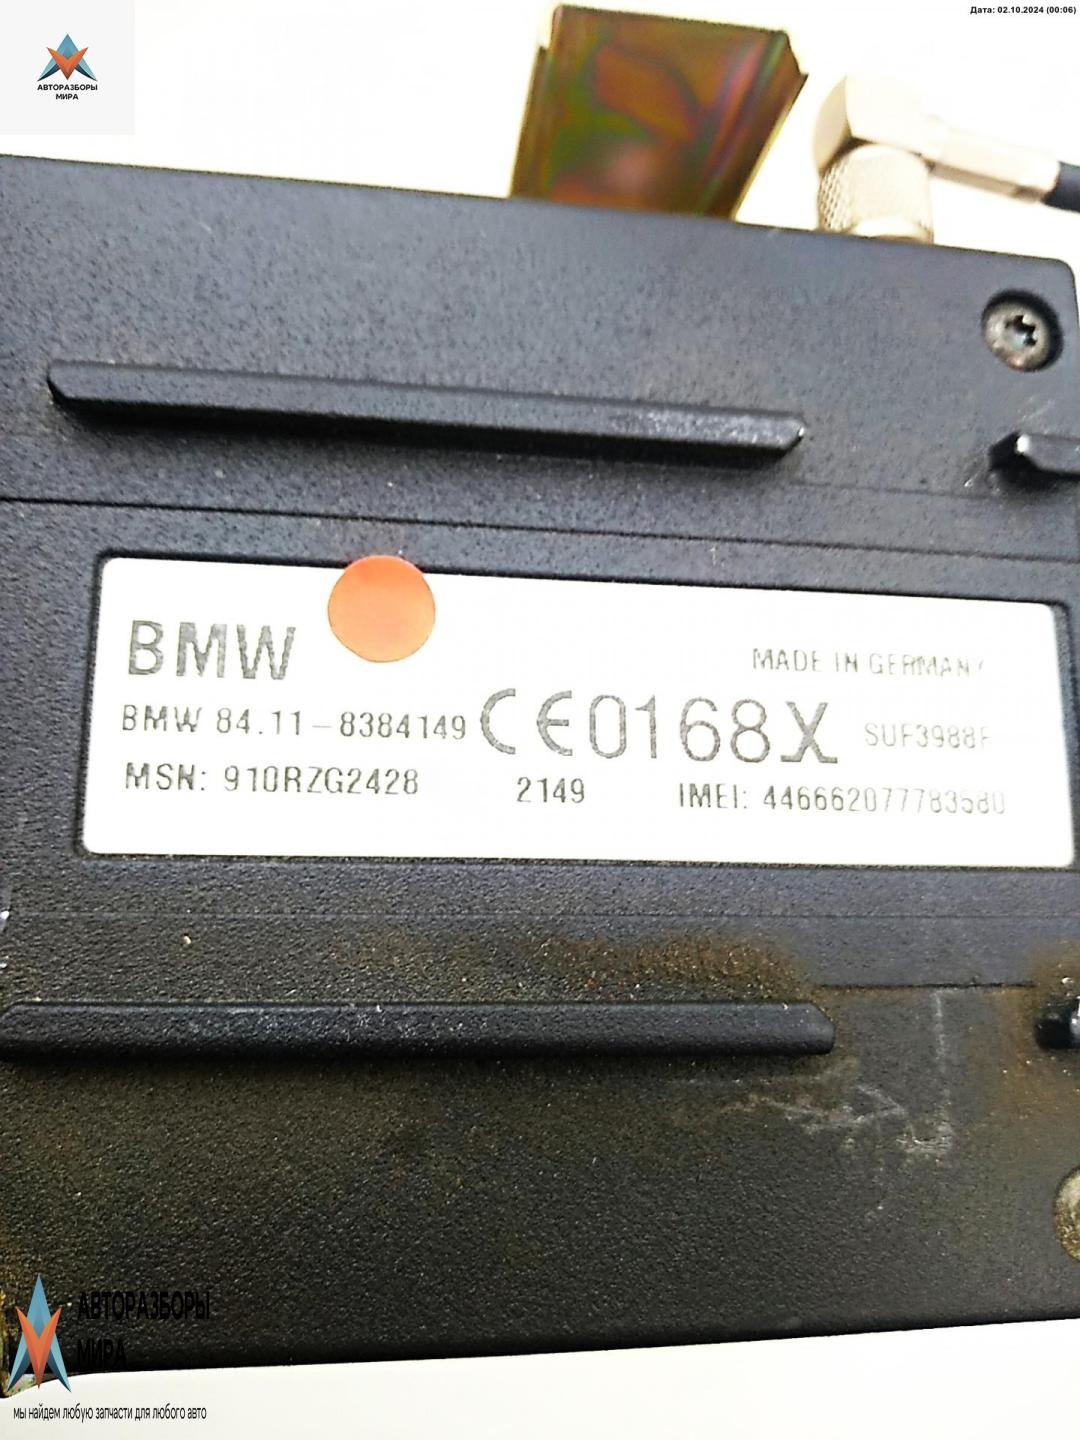 Дата: 02.10.2024 (00:06)
АВТОРАЗБОРЫ
МИРА
BMW
MADE IN GERMANY
BMW 84.11-8384149 CE0168X SUF3988F
MSN: 910RZG2428 2149 IMEI: 446662077783580
АВТОРАЗБОРЫ
МИРА
мы найдем любую запчасти для любого авто